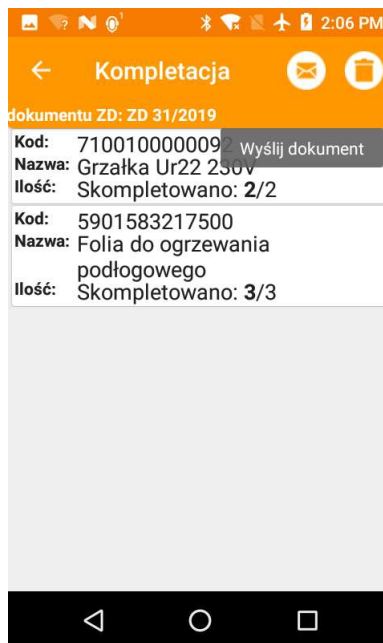 2:06 PM
Kompletacja
dokumentu ZD: ZD 31/2019
Wyślij dokument
Kod: 7100100000092
Nazwa: Grzałka Ur22 230V
Ilość: Skompletowano: 2/2
Kod: 5901583217500
Nazwa: Folia do ogrzewania
podłogowego
Ilość: Skompletowano: 3/3